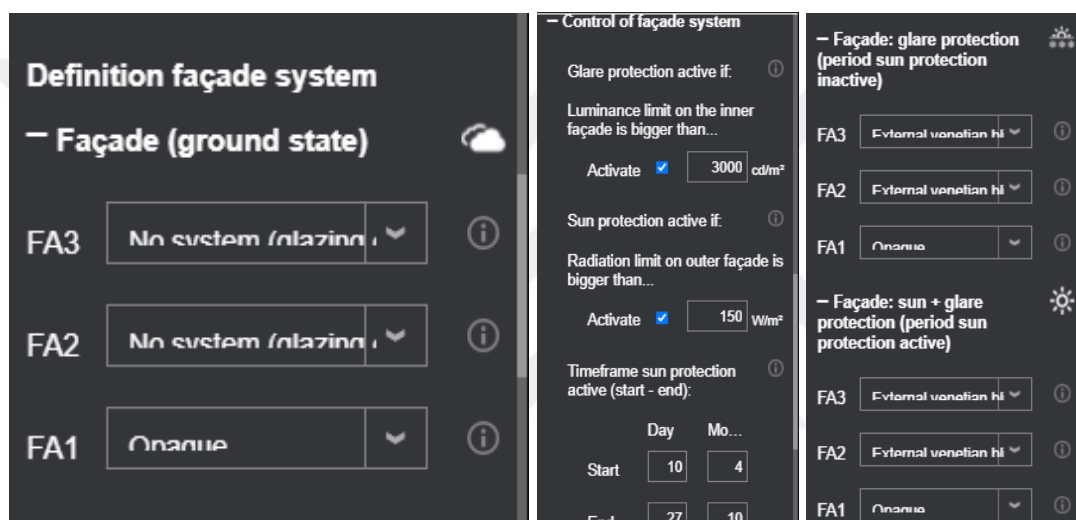 Definition façade system
– Façade (ground state)
FA3 No system (glazing
FA2 No system (glazing
FA1 Opaque
– Control of façade system
Glare protection active if:
Luminance limit on the inner
façade is bigger than...
Activate 3000 cd/m²
Sun protection active if:
Radiation limit on outer façade is
bigger than...
Activate 150 W/m²
Timeframe sun protection
active (start - end):
Day Mo...
Start 10 4
End 27 10
– Façade: glare protection
(period sun protection
inactive)
FA3 External venetian bl
FA2 External venetian bl
FA1 Opaque
– Façade: sun + glare
protection (period sun
protection active)
FA3 External venetian bl
FA2 External venetian bl
FA1 Opaque